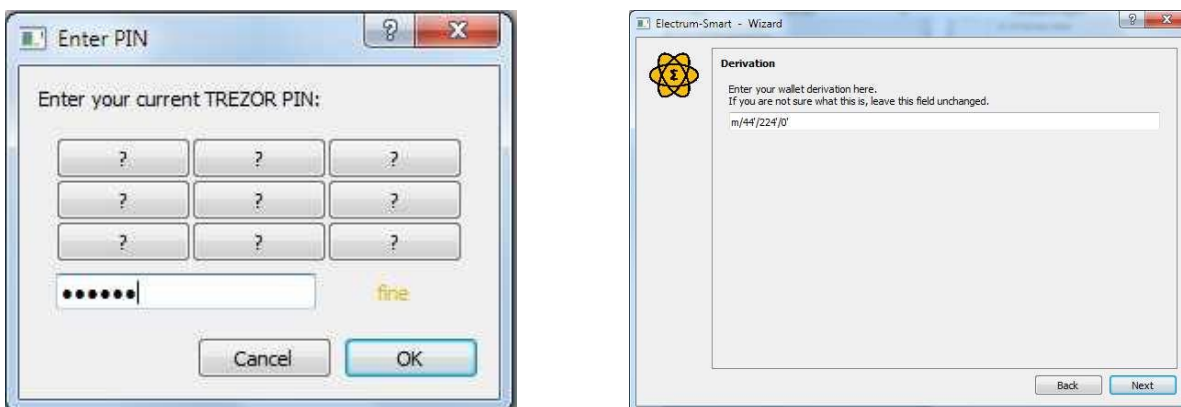 Enter PIN
Enter your current TREZOR PIN:
? ? ?
? ? ?
? ? ?
●●●●●● fine
Cancel OK
Electrum-Smart - Wizard
Σ
Derivation
Enter your wallet derivation here.
If you are not sure what this is, leave this field unchanged.
m/44'/224'/0'
Back Next